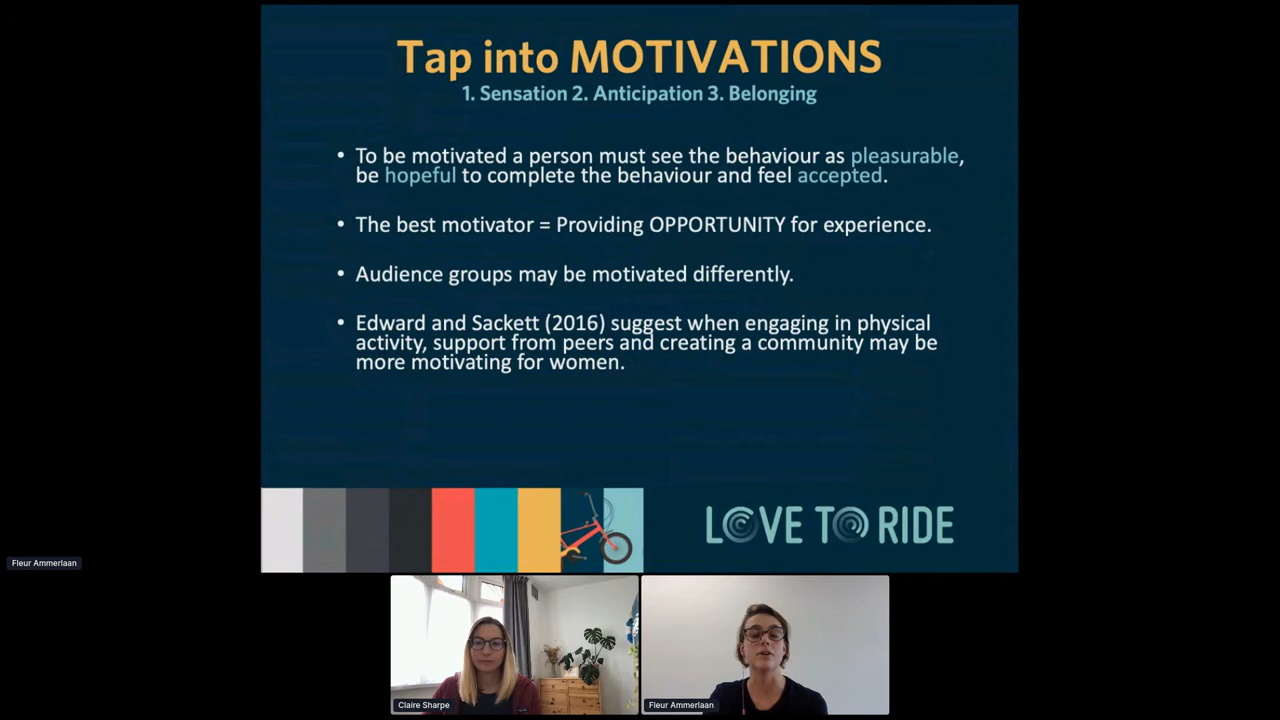 Tap into MOTIVATIONS
1. Sensation 2. Anticipation 3. Belonging
• To be motivated a person must see the behaviour as pleasurable,
be hopeful to complete the behaviour and feel accepted.
• The best motivator = Providing OPPORTUNITY for experience.
• Audience groups may be motivated differently.
• Edward and Sackett (2016) suggest when engaging in physical
activity, support from peers and creating a community may be
more motivating for women.
LOVE TO RIDE
Fleur Ammerlaan
Claire Sharpe
Fleur Ammerlaan